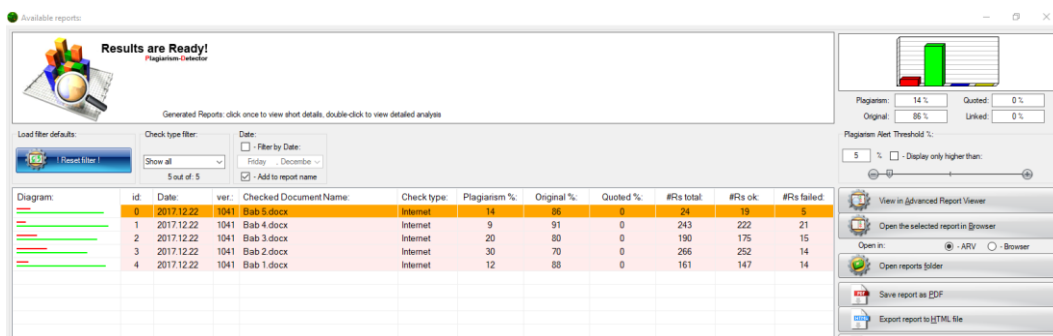 Available reports:
Results are Ready!
Plagiarism-Detector
Generated Reports: click once to view short details, double-click to view detailed analysis
Plagiarism: 14 % Quoted: 0 %
Original: 86 % Linked: 0 %
Load filter defaults: Check type filter: Date:
! Reset filter !
Show all
5 out of: 5
- Filter by Date:
Friday , Decembe
- Add to report name
Plagiarism Alert Threshold %:
5 % - Display only higher than:
Diagram: id: Date: ver.: Checked Document Name: Check type: Plagiarism %: Original %: Quoted %: #Rs total: #Rs ok: #Rs failed:
0 2017.12.22 1041 Bab 5.docx Internet 14 86 0 24 19 5
1 2017.12.22 1041 Bab 4.docx Internet 9 91 0 243 222 21
2 2017.12.22 1041 Bab 3.docx Internet 20 80 0 190 175 15
3 2017.12.22 1041 Bab 2.docx Internet 30 70 0 266 252 14
4 2017.12.22 1041 Bab 1.docx Internet 12 88 0 161 147 14
View in Advanced Report Viewer
Open the selected report in Browser
Open in: - ARV - Browser
Open reports folder
Save report as PDF
Export report to HTML file